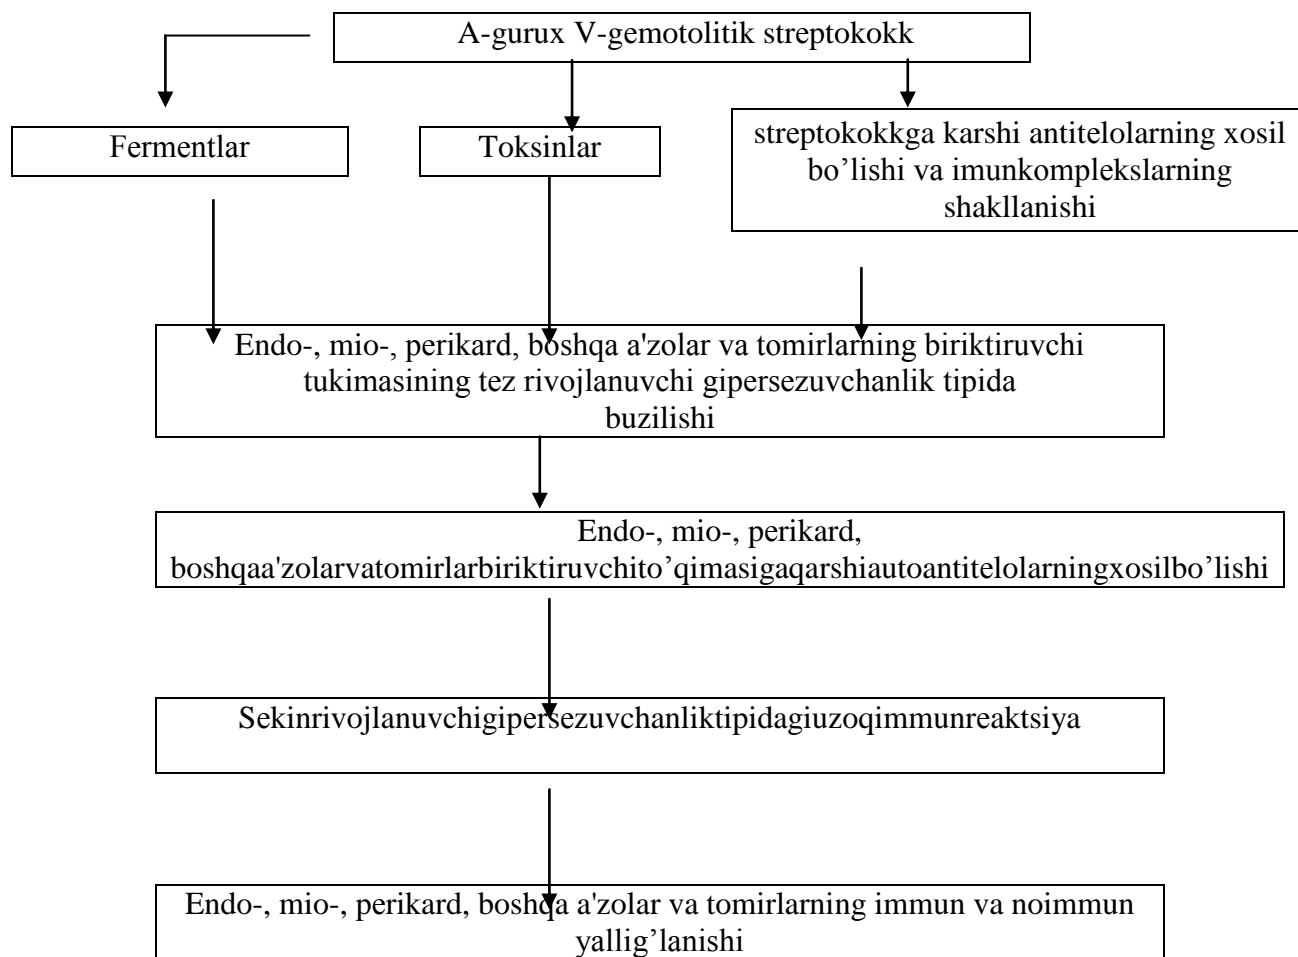 A-gurux V-gemotolitik streptokokk
Fermentlar
Toksinlar
streptokokkga karshi antitelolarning xosil
bo’lishi va imunkomplekslarning
shakllanishi
Endo-, mio-, perikard, boshqa a'zolar va tomirlarning biriktiruvchi
tukimasining tez rivojlanuvchi gipersezuvchanlik tipida
buzilishi
Endo-, mio-, perikard,
boshqaa'zolarvatomirlarbiriktiruvchito’qimasigaqarshiautoantitelolarningxosilbo’lishi
Sekinrivojlanuvchigipersezuvchanliktipidagiuzoqimmunreaktsiya
Endo-, mio-, perikard, boshqa a'zolar va tomirlarning immun va noimmun
yallig’lanishi